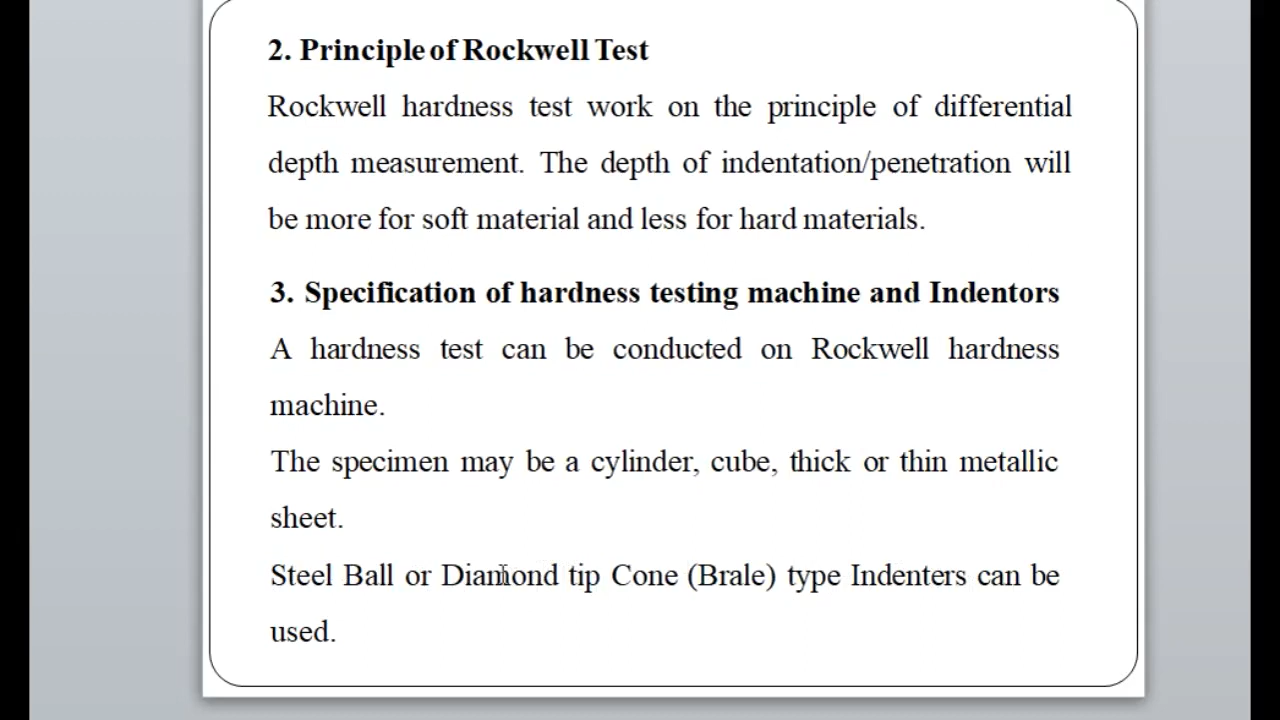 2. Principle of Rockwell Test
Rockwell hardness test work on the principle of differential
depth measurement. The depth of indentation/penetration will
be more for soft material and less for hard materials.
3. Specification of hardness testing machine and Indentors
A hardness test can be conducted on Rockwell hardness
machine.
The specimen may be a cylinder, cube, thick or thin metallic
sheet.
Steel Ball or Diamond tip Cone (Brale) type Indenters can be
used.